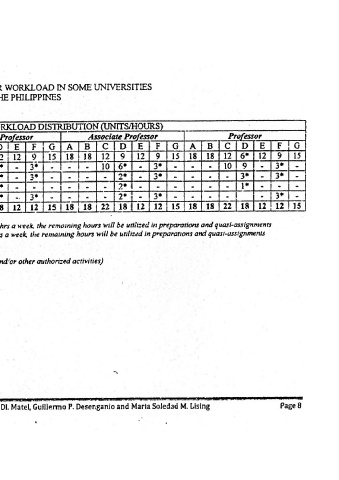 R WORKLOAD IN SOME UNIVERSITIES
HE PHILIPPINES
RKLOAD DISTRIBUTION (UNITS/HOURS)
Professor Associate Professor Professor
D E F G A B C D E F G A B C D E F G
2 12 9 15 18 18 12 9 12 9 15 18 18 12 6* 12 9 15
* - 3* - - - 10 6* - 3* - - - 10 9 - 3* -
* - 3* - - - - 2* - 3* - - - - 3* - 3* -
* - - - - - - 2* - - - - - - 1* - - -
* - 3* - - - - 2* - 3* - - - - - 3* -
8 12 12 15 18 18 22 18 12 12 15 18 18 22 18 12 12 15
hrs a week, the remaining hours will be utilized in preparations and quasi-assignments
s a week, the remaining hours will be utilized in preparations and quasi-assignments
nd/or other authorized activities)
Dl. Matel, Guillermo P. Desenganio and Maria Soledad M. Lising Page 8